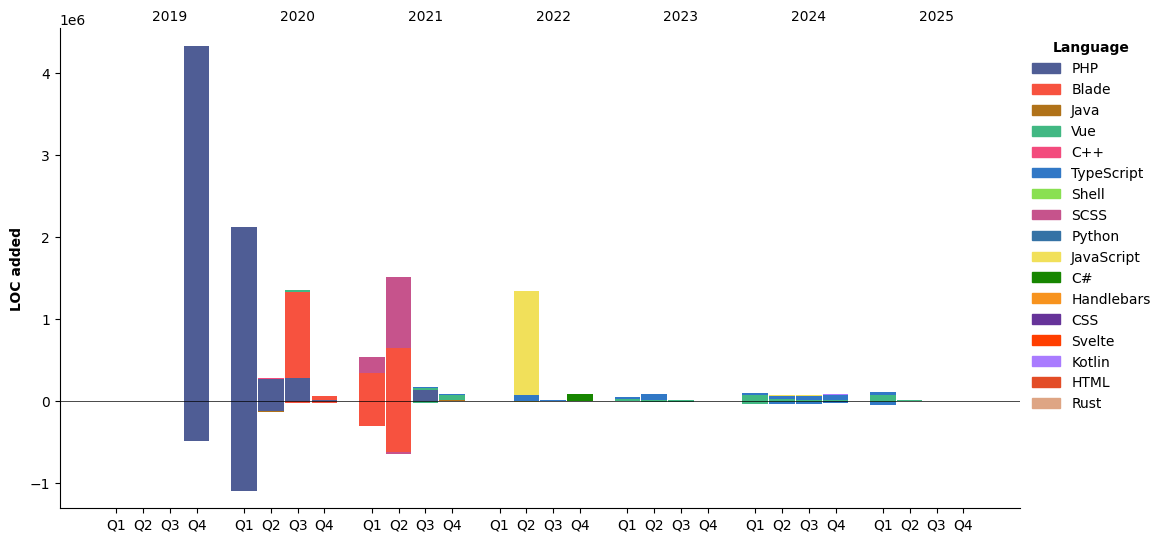 1e6
2019 2020 2021 2022 2023 2024 2025
LOC added
4
3
2
1
0
−1
Q1 Q2 Q3 Q4 Q1 Q2 Q3 Q4 Q1 Q2 Q3 Q4 Q1 Q2 Q3 Q4 Q1 Q2 Q3 Q4 Q1 Q2 Q3 Q4 Q1 Q2 Q3 Q4
Language
PHP
Blade
Java
Vue
C++
TypeScript
Shell
SCSS
Python
JavaScript
C#
Handlebars
CSS
Svelte
Kotlin
HTML
Rust